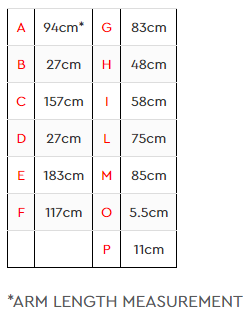 A 94cm* G 83cm
B 27cm H 48cm
C 157cm I 58cm
D 27cm L 75cm
E 183cm M 85cm
F 117cm O 5.5cm
P 11cm
*ARM LENGTH MEASUREMENT